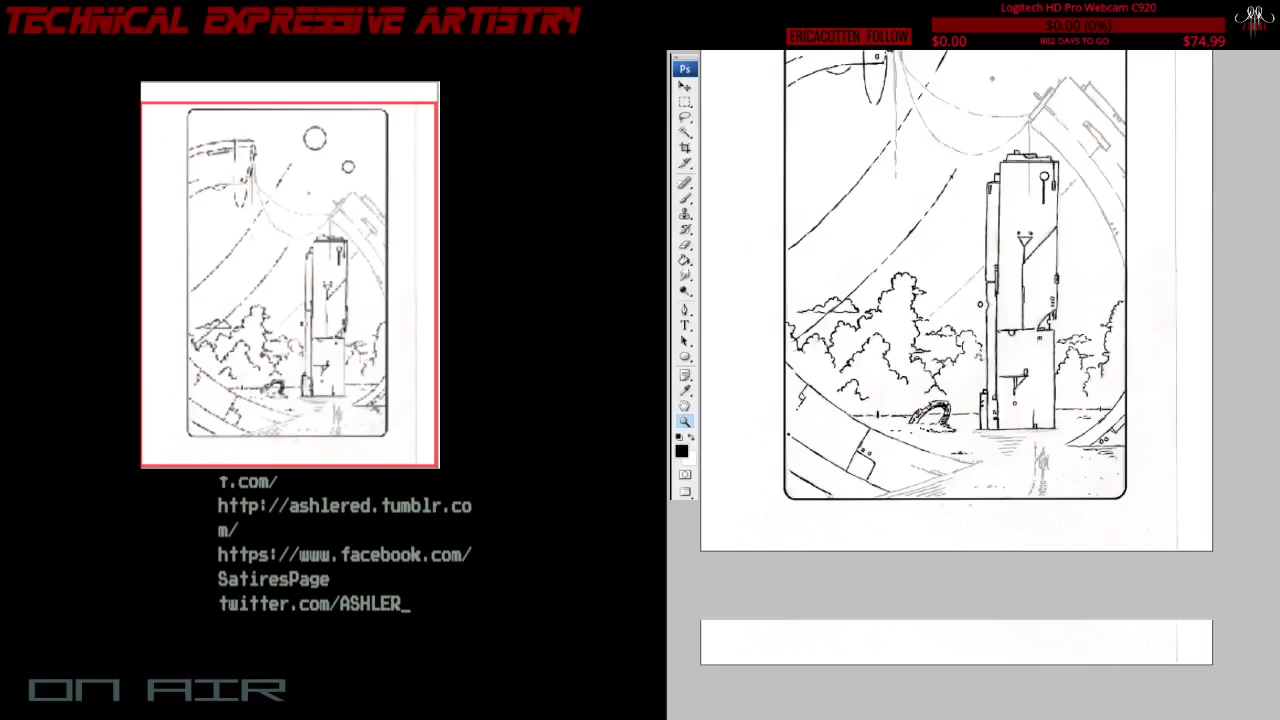 TECHNICAL EXPRESSIVE ARTISTRY
Logitech HD Pro Webcam C920
$0.00 (0%)
ERICAGOTTEN FOLLOW
$0.00
802 DAYS TO GO
$74.99
Ps
T
T.com/
http://ashlered.tumblr.co
m/
https://www.facebook.com/
SatiresPage
twitter.com/ASHLER_
ON AIR